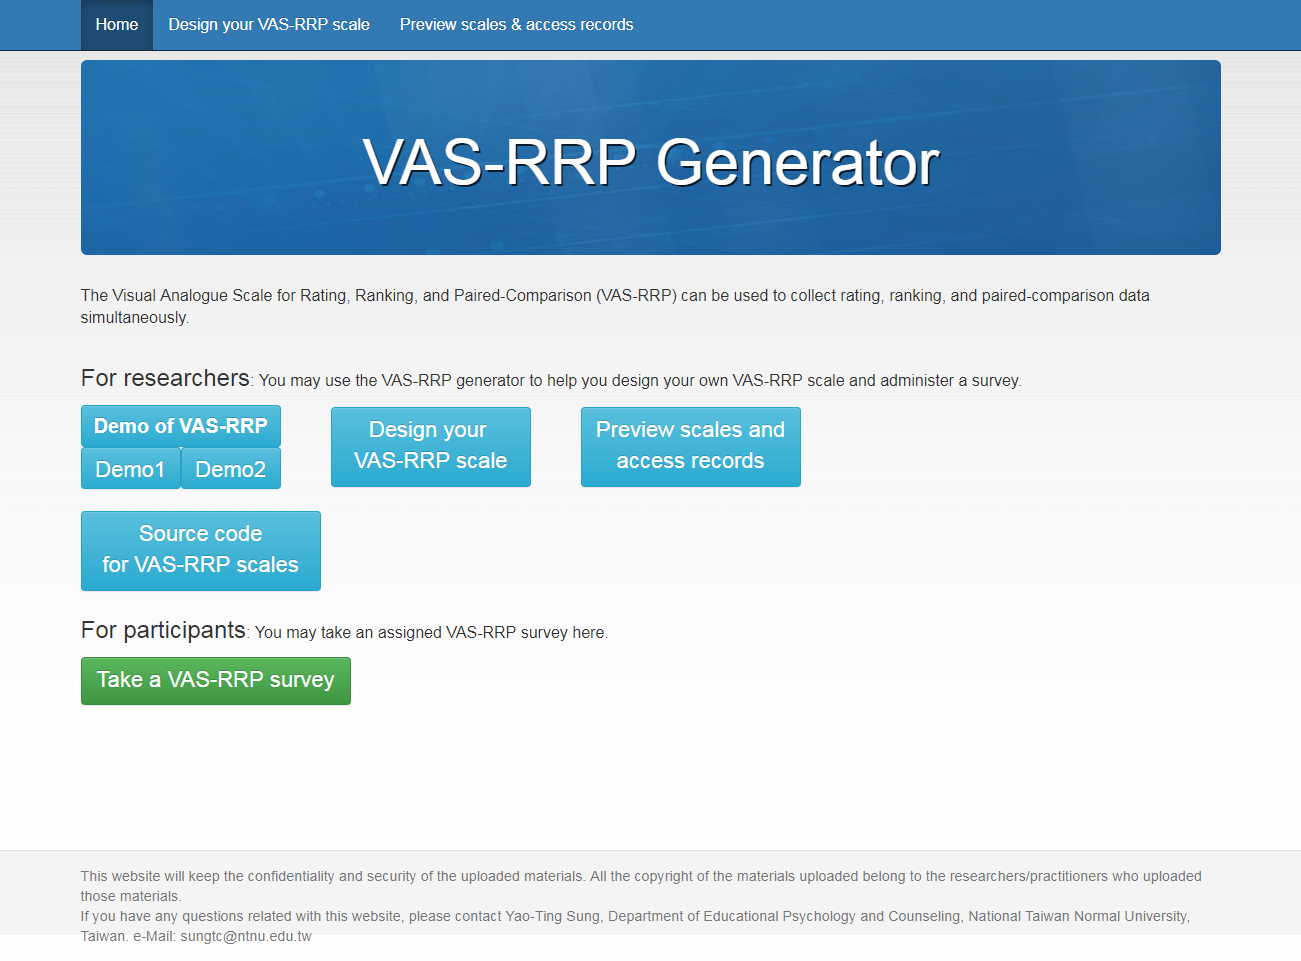 Home Design your VAS-RRP scale Preview scales & access records
VAS-RRP Generator
The Visual Analogue Scale for Rating, Ranking, and Paired-Comparison (VAS-RRP) can be used to collect rating, ranking, and paired-comparison data
simultaneously.
For researchers: You may use the VAS-RRP generator to help you design your own VAS-RRP scale and administer a survey.
Demo of VAS-RRP
Demo1 Demo2
Design your
VAS-RRP scale
Preview scales and
access records
Source code
for VAS-RRP scales
For participants: You may take an assigned VAS-RRP survey here.
Take a VAS-RRP survey
This website will keep the confidentiality and security of the uploaded materials. All the copyright of the materials uploaded belong to the researchers/practitioners who uploaded
those materials.
If you have any questions related with this website, please contact Yao-Ting Sung, Department of Educational Psychology and Counseling, National Taiwan Normal University,
Taiwan. e-Mail: sungtc@ntnu.edu.tw